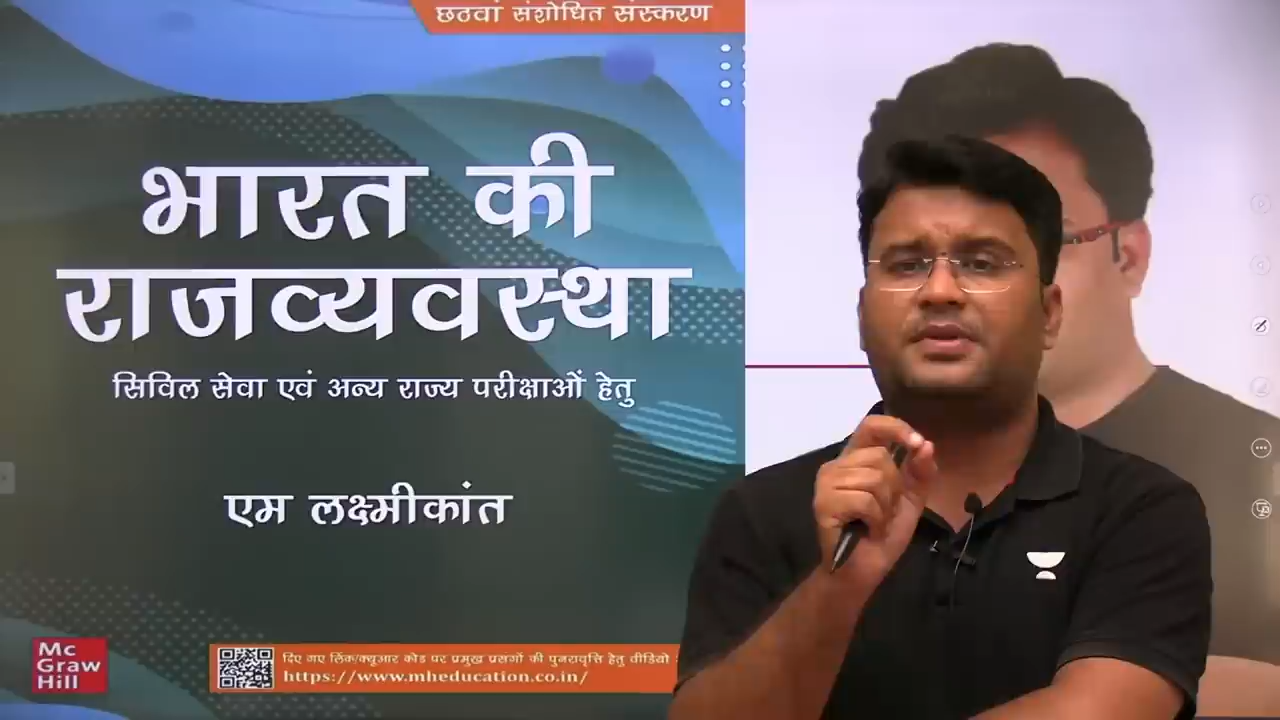 छठवां संशोधित संस्करण
भारत की
राजव्यवस्था
सिविल सेवा एवं अन्य राज्य परीक्षाओं हेतु
एम लक्ष्मीकांत
Mc
Graw
Hill
दिए गए लिंक/क्यूआर कोड पर प्रमुख प्रसंगों की पुनरावृत्ति हेतु वीडियो
https://www.mheducation.co.in/